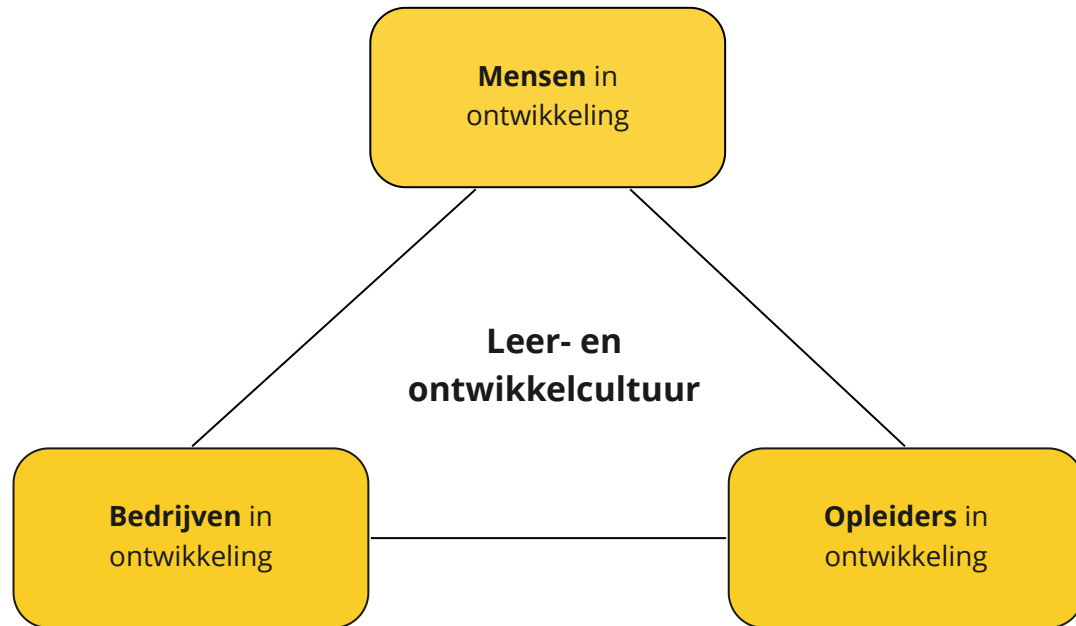 Mensen in
ontwikkeling
Leer- en
ontwikkelcultuur
Bedrijven in
ontwikkeling
Opleiders in
ontwikkeling